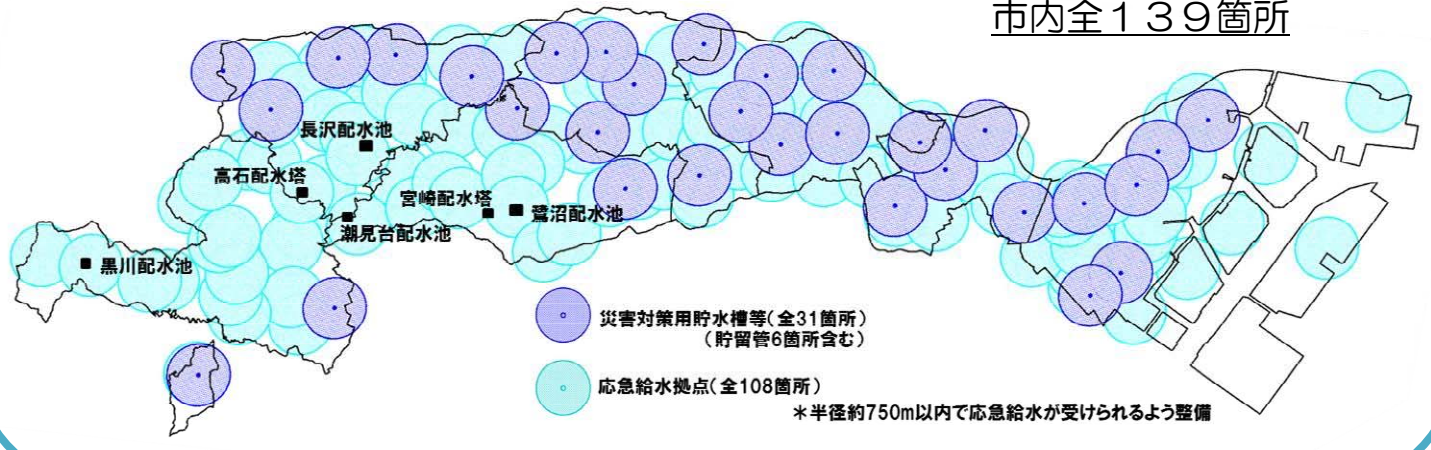 市内全139箇所
長沢配水池
高石配水塔
宮崎配水塔
鷺沼配水池
潮見台配水池
黒川配水池
災害対策用貯水槽等(全31箇所)
(貯留管6箇所含む)
応急給水拠点(全108箇所)
*半径約750m以内で応急給水が受けられるよう整備